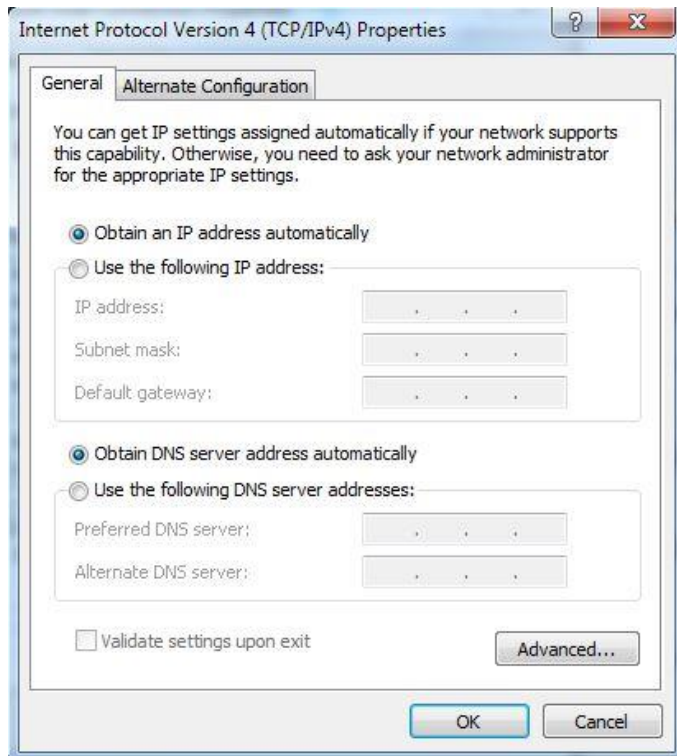 Internet Protocol Version 4 (TCP/IPv4) Properties
General
Alternate Configuration
You can get IP settings assigned automatically if your network supports
this capability. Otherwise, you need to ask your network administrator
for the appropriate IP settings.
Obtain an IP address automatically
Use the following IP address:
IP address:
Subnet mask:
Default gateway:
Obtain DNS server address automatically
Use the following DNS server addresses:
Preferred DNS server:
Alternate DNS server:
Validate settings upon exit
Advanced...
OK
Cancel